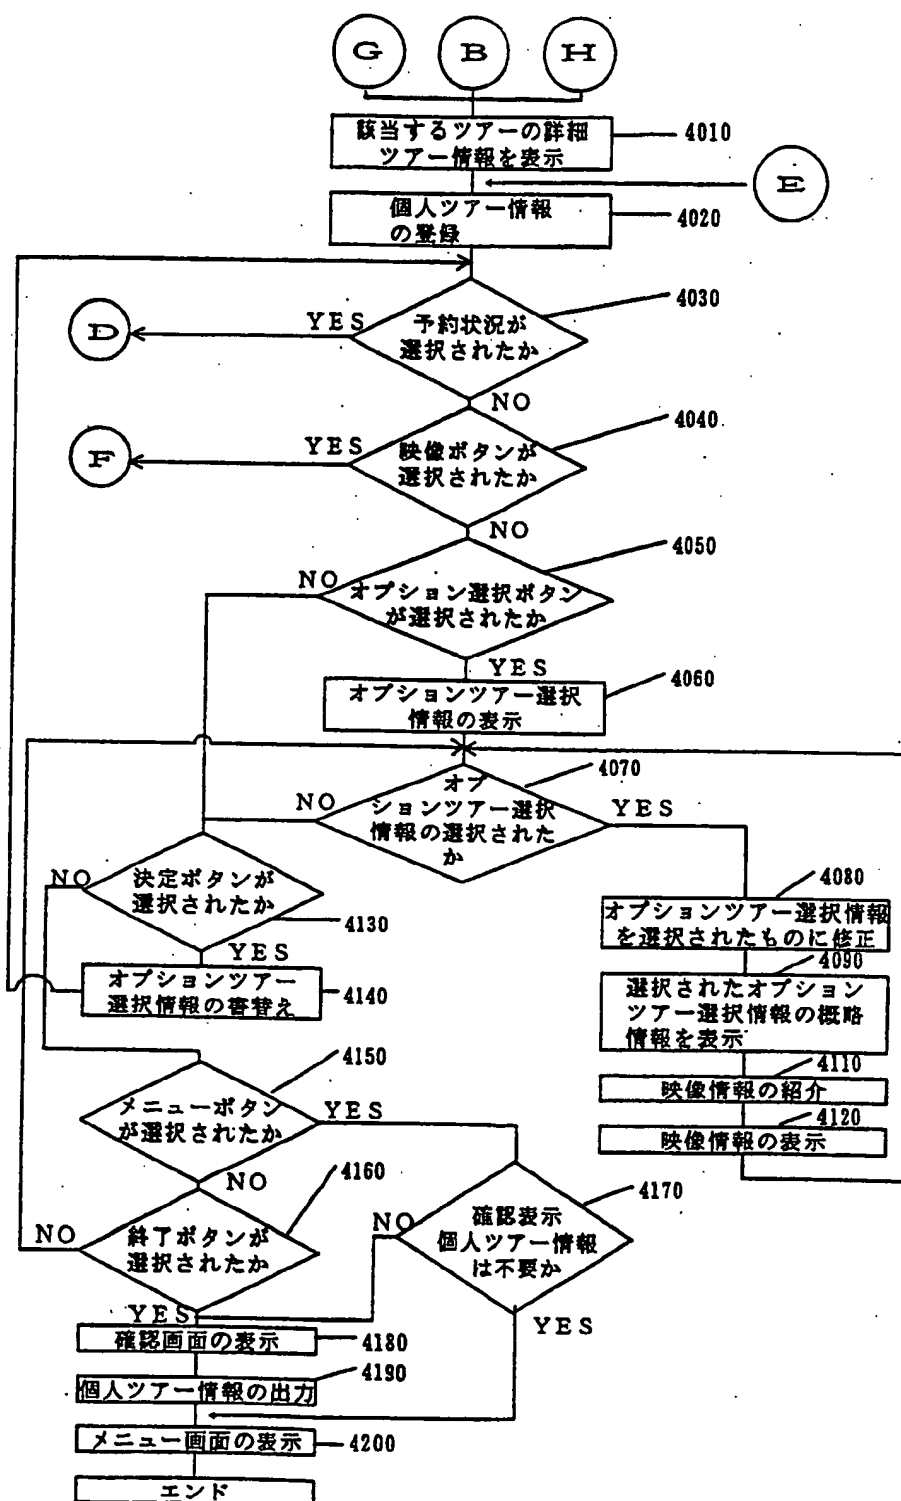 G B H
該当するツアーの詳細
ツアー情報を表示
4010
E
個人ツアー情報
の登録
4020
予約状況が
選択されたか
4030
YES
D
NO
映像ボタンが
選択されたか
4040
YES
F
NO
オプション選択ボタン
が選択されたか
4050
NO
YES
オプションツアー選択
情報の表示
4060
オプ
ションツアー選択
情報の選択された
か
4070
NO
YES
決定ボタンが
選択されたか
4130
NO
YES
オプションツアー
選択情報の書替え
4140
4080
オプションツアー選択情報
を選択されたものに修正
4090
選択されたオプション
ツアー選択情報の概略
情報を表示
4110
映像情報の紹介
4120
映像情報の表示
メニューボタン
が選択されたか
4150
YES
NO
終了ボタンが
選択されたか
4160
NO
YES
確認表示
個人ツアー情報
は不要か
4170
NO
YES
確認画面の表示
4180
個人ツアー情報の出力
4190
メニュー画面の表示
4200
エンド